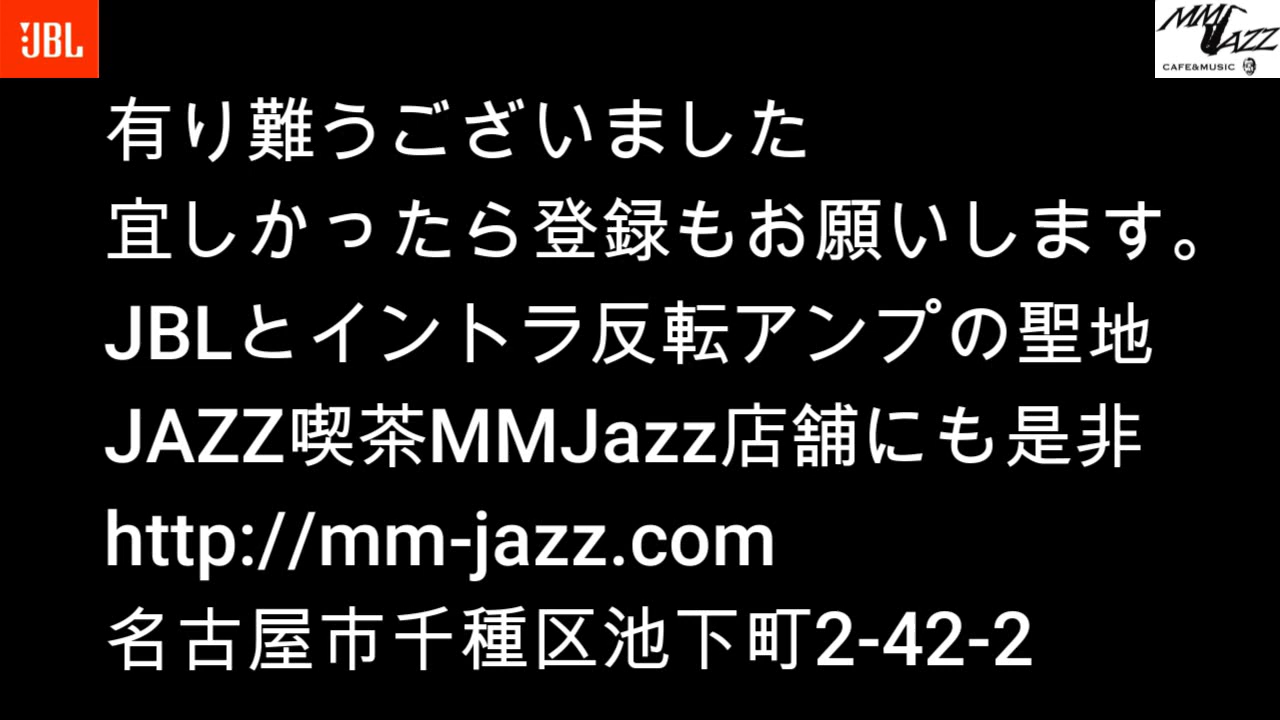 JBL
MMJAZZ
CAFE&MUSIC
有り難うございました
宜しかったら登録もお願いします。
JBLとイントラ反転アンプの聖地
JAZZ喫茶MMJazz店舗にも是非
http://mm-jazz.com
名古屋市千種区池下町2-42-2